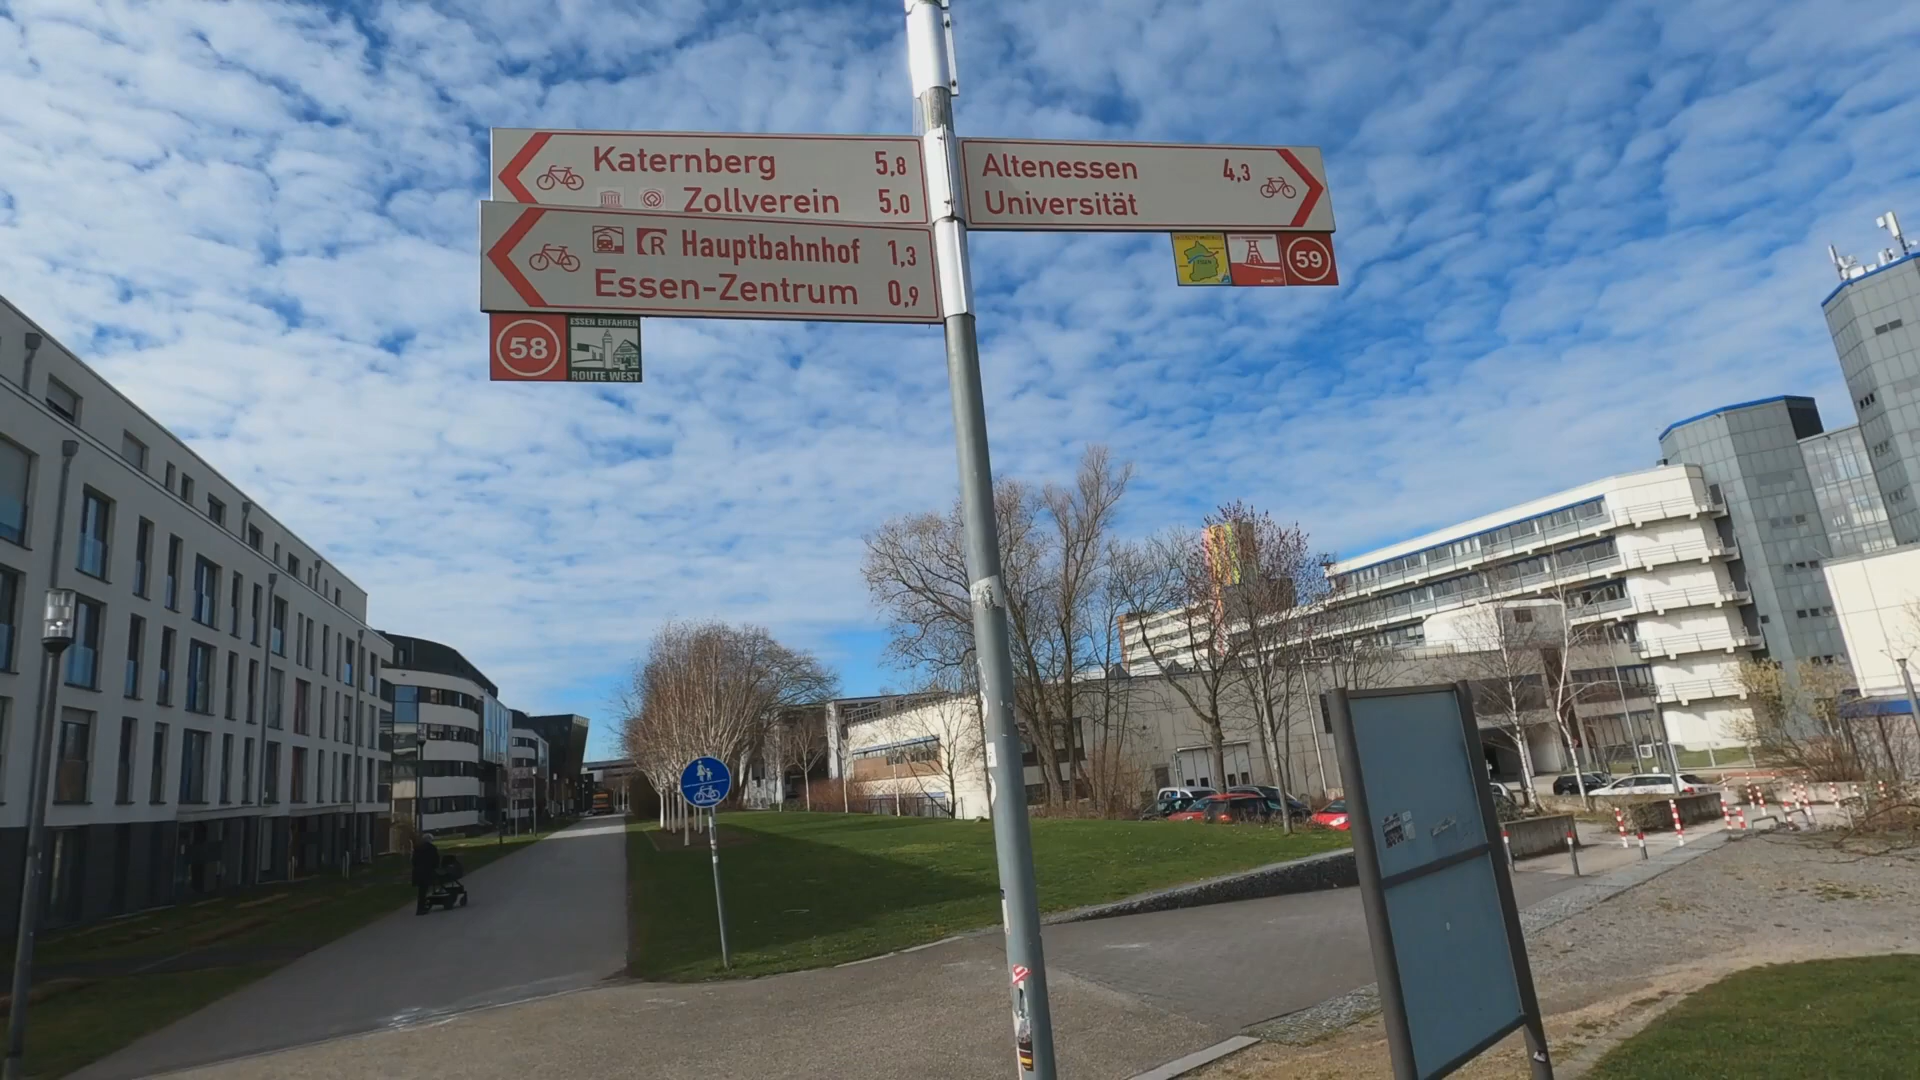 Katernberg 5,8
Zollverein 5,0
R Hauptbahnhof 1,3
Essen-Zentrum 0,9
58
ESSEN ERFAHREN
ROUTE WEST
Altenessen 4,3
Universität
59